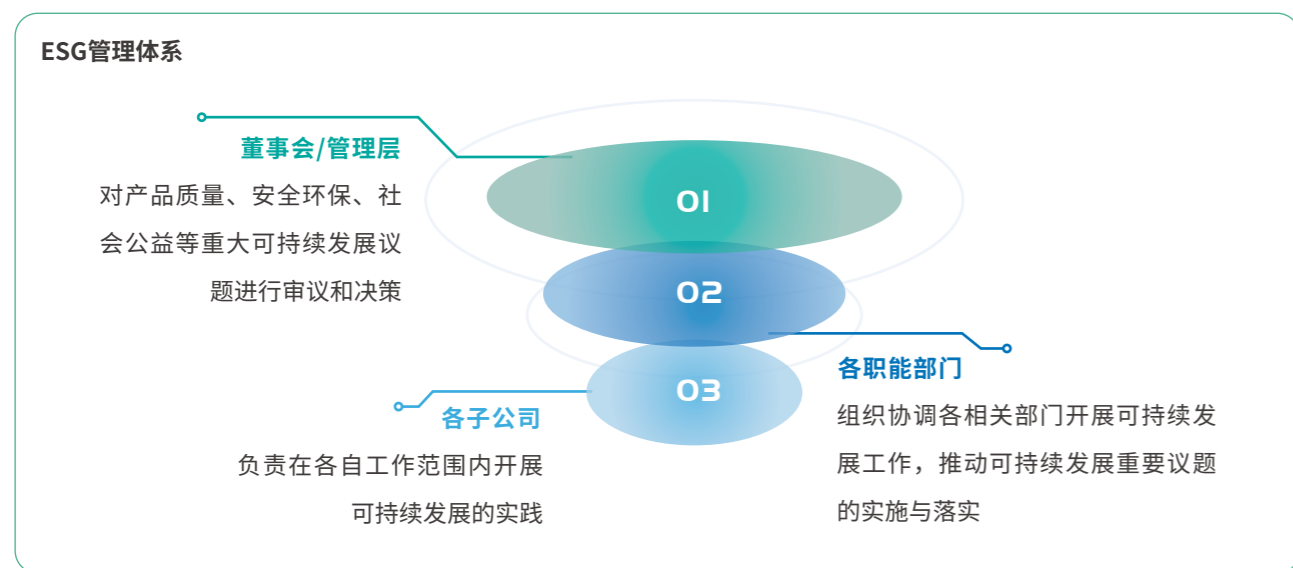 ESG管理体系
董事会/管理层
对产品质量、安全环保、社
会公益等重大可持续发展议
题进行审议和决策
01
02
03
各职能部门
组织协调各相关部门开展可持续发
展工作，推动可持续发展重要议题
的实施与落实
各子公司
负责在各自工作范围内开展
可持续发展的实践